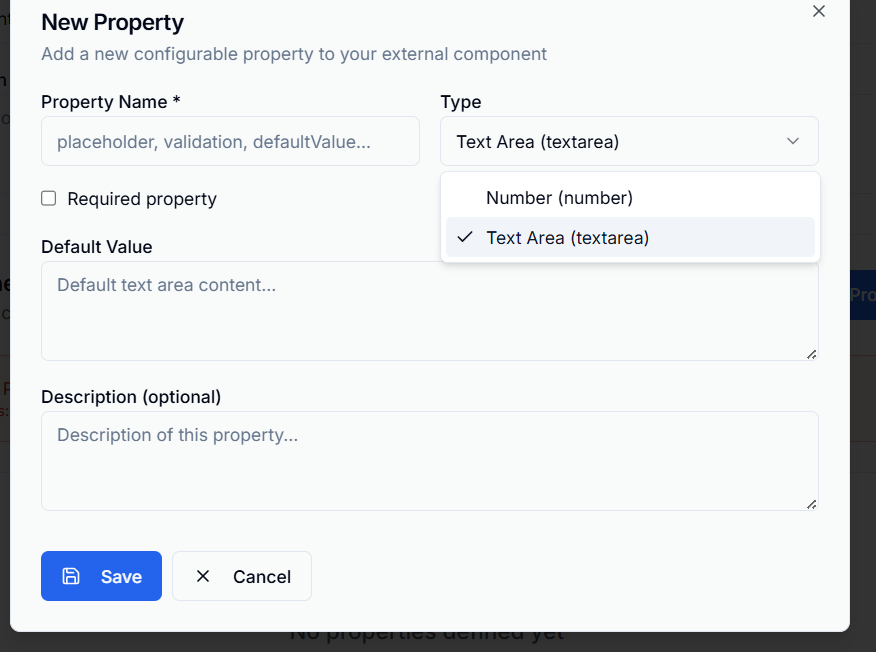 New Property
Add a new configurable property to your external component
Property Name *
Type
placeholder, validation, defaultValue...
Text Area (textarea)
Number (number)
Text Area (textarea)
Required property
Default Value
Default text area content...
Description (optional)
Description of this property...
Save
Cancel
No properties defined yet